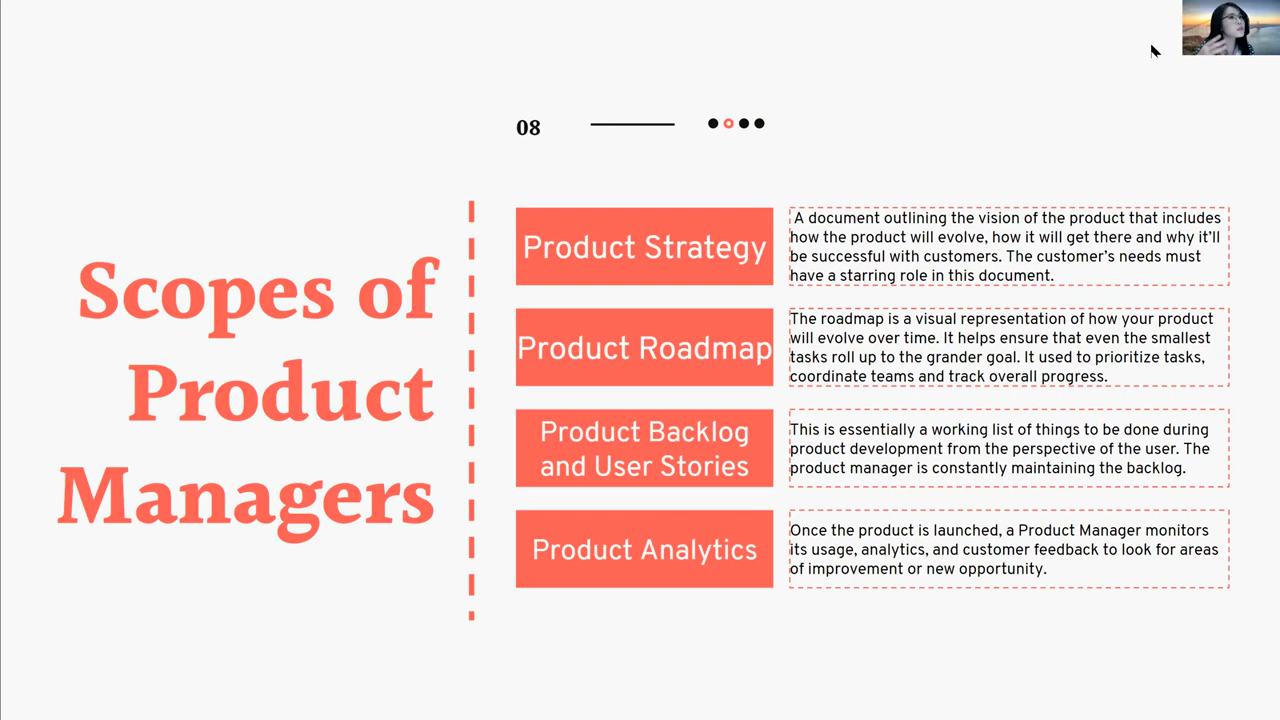 08
Scopes of
Product
Managers
Product Strategy
A document outlining the vision of the product that includes
how the product will evolve, how it will get there and why it'll
be successful with customers. The customer's needs must
have a starring role in this document.
Product Roadmap
The roadmap is a visual representation of how your product
will evolve over time. It helps ensure that even the smallest
tasks roll up to the grander goal. It used to prioritize tasks,
coordinate teams and track overall progress.
Product Backlog
and User Stories
This is essentially a working list of things to be done during
product development from the perspective of the user. The
product manager is constantly maintaining the backlog.
Product Analytics
Once the product is launched, a Product Manager monitors
its usage, analytics, and customer feedback to look for areas
of improvement or new opportunity.